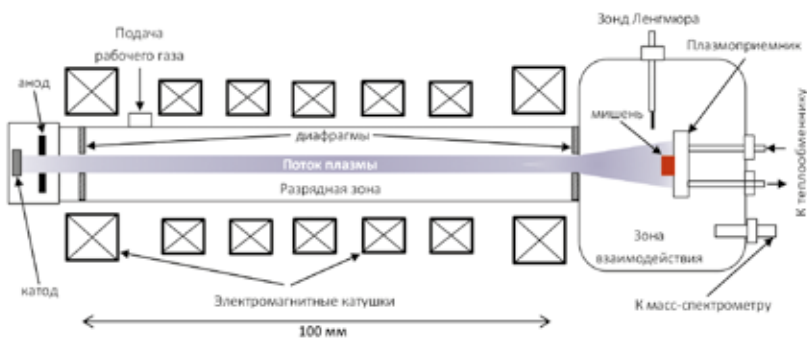 Зонд Ленгмюра
Подача
рабочего газа
Плазмоприемник
анод
мишень
диафрагмы
Поток плазмы
Разрядная зона
К теплообменнику
Зона
взаимодействия
катод
Электромагнитные катушки
К масс-спектрометру
100 мм